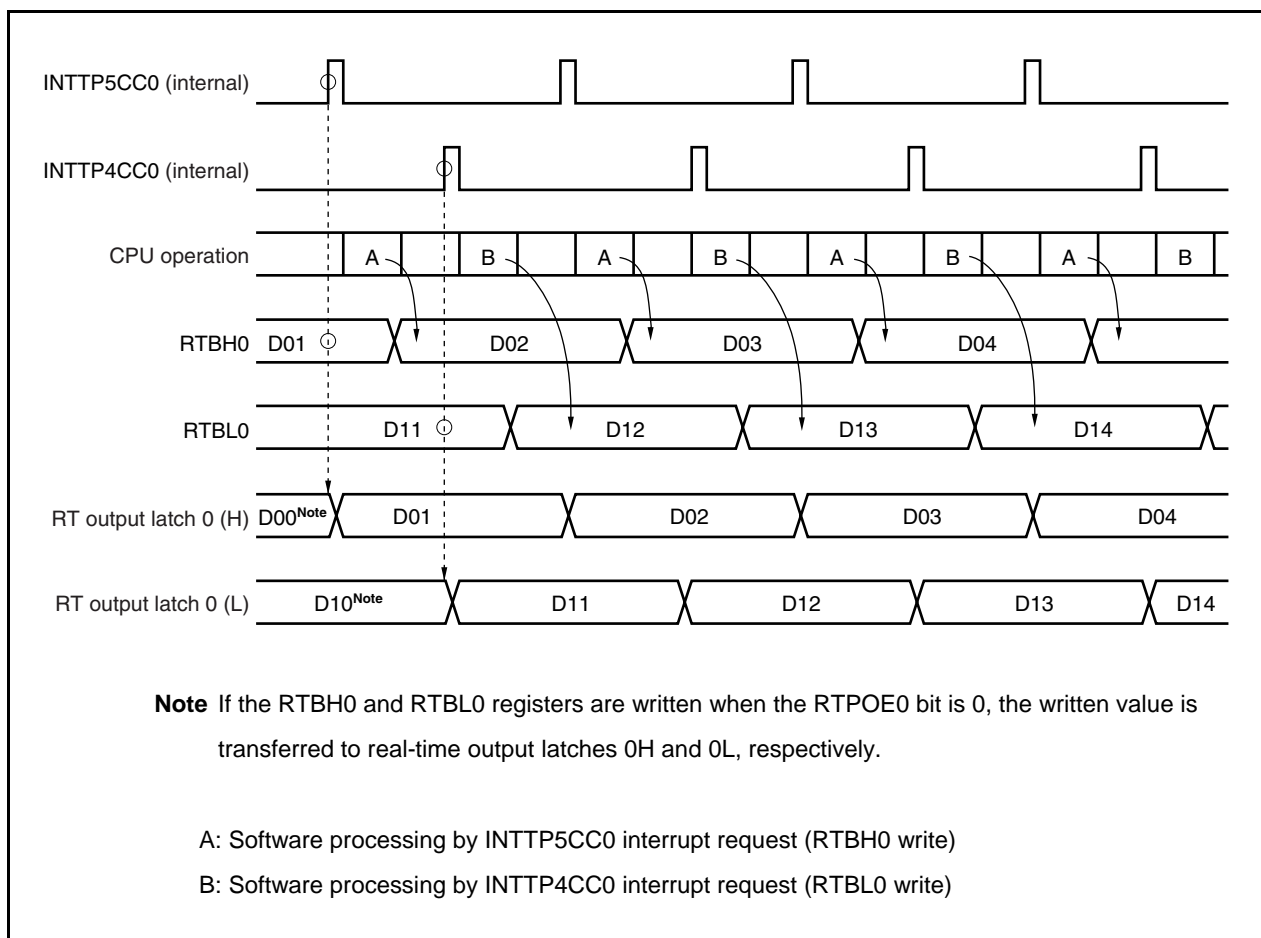 INTTP5CC0 (internal)
INTTP4CC0 (internal)
CPU operation A B A B A B A B
RTBH0 D01 D02 D03 D04
RTBL0 D11 D12 D13 D14
RT output latch 0 (H) D00Note D01 D02 D03 D04
RT output latch 0 (L) D10Note D11 D12 D13 D14
Note If the RTBH0 and RTBL0 registers are written when the RTPOE0 bit is 0, the written value is
transferred to real-time output latches 0H and 0L, respectively.
A: Software processing by INTTP5CC0 interrupt request (RTBH0 write)
B: Software processing by INTTP4CC0 interrupt request (RTBL0 write)